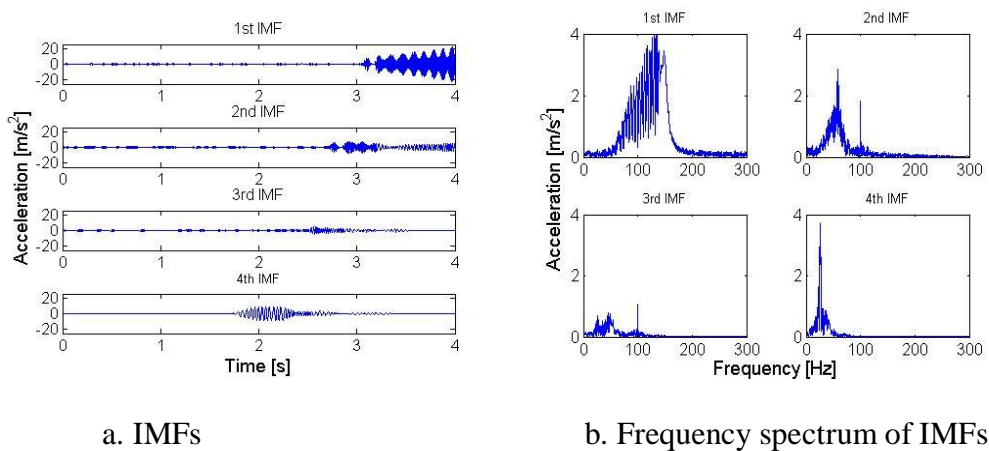 1st IMF
20
0
-20
0 1 2 3 4
2nd IMF
20
0
-20
0 1 2 3 4
3rd IMF
20
0
-20
0 1 2 3 4
4th IMF
20
0
-20
0 1 2 3 4
Acceleration [m/s²]
Time [s]
1st IMF
4
2
0
0 100 200 300
2nd IMF
4
2
0
0 100 200 300
3rd IMF
4
2
0
0 100 200 300
4th IMF
4
2
0
0 100 200 300
Acceleration [m/s²]
Frequency [Hz]
a. IMFs
b. Frequency spectrum of IMFs